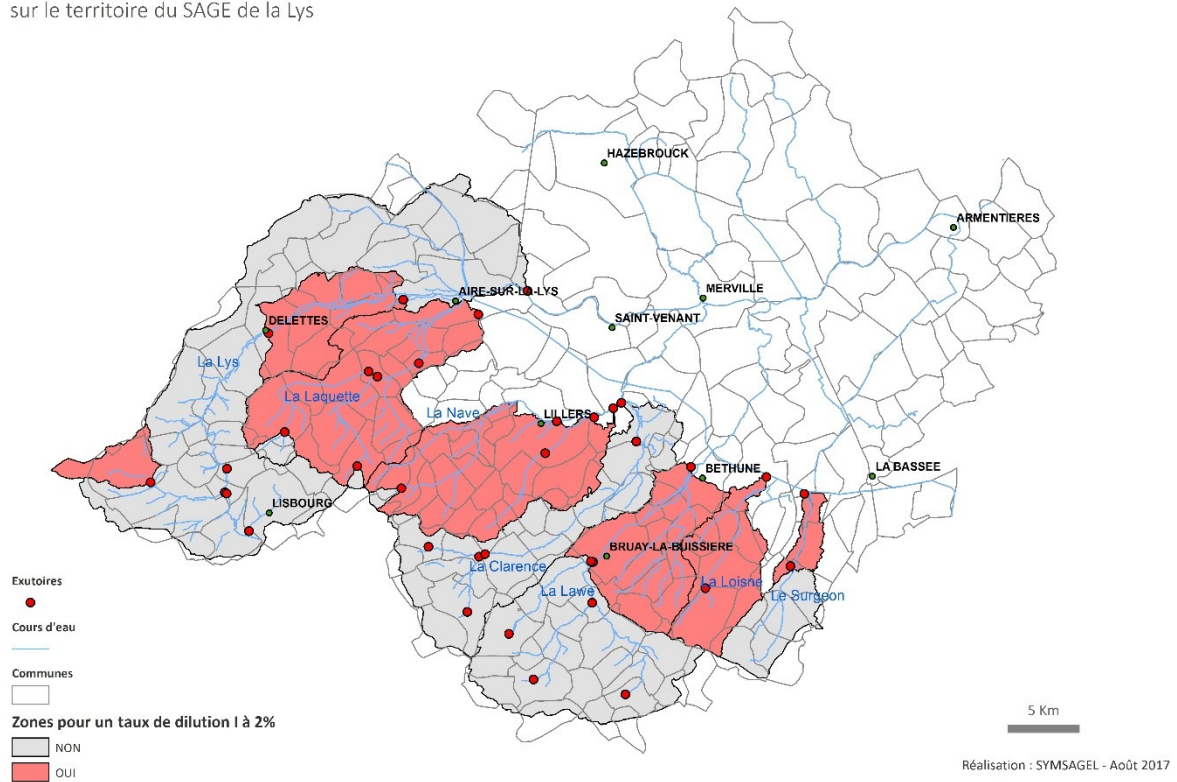 sur le territoire du SAGE de la Lys
HAZEBROUCK
ARMENTIERES
AIRE-SUR-LA-LYS
MERVILLE
SAINT-VENANT
DELETTES
La Lys
La Laquette
La Nave
LILLERS
BETHUNE
LA BASSEE
LISBOURG
BRUAY-LA-BUISSIERE
La Clarence
La Loisne
La Lawe
Le Surgeon
Exutoires
Cours d'eau
Communes
Zones pour un taux de dilution I à 2%
NON
OUI
5 Km
Réalisation : SYMSAGEL - Août 2017